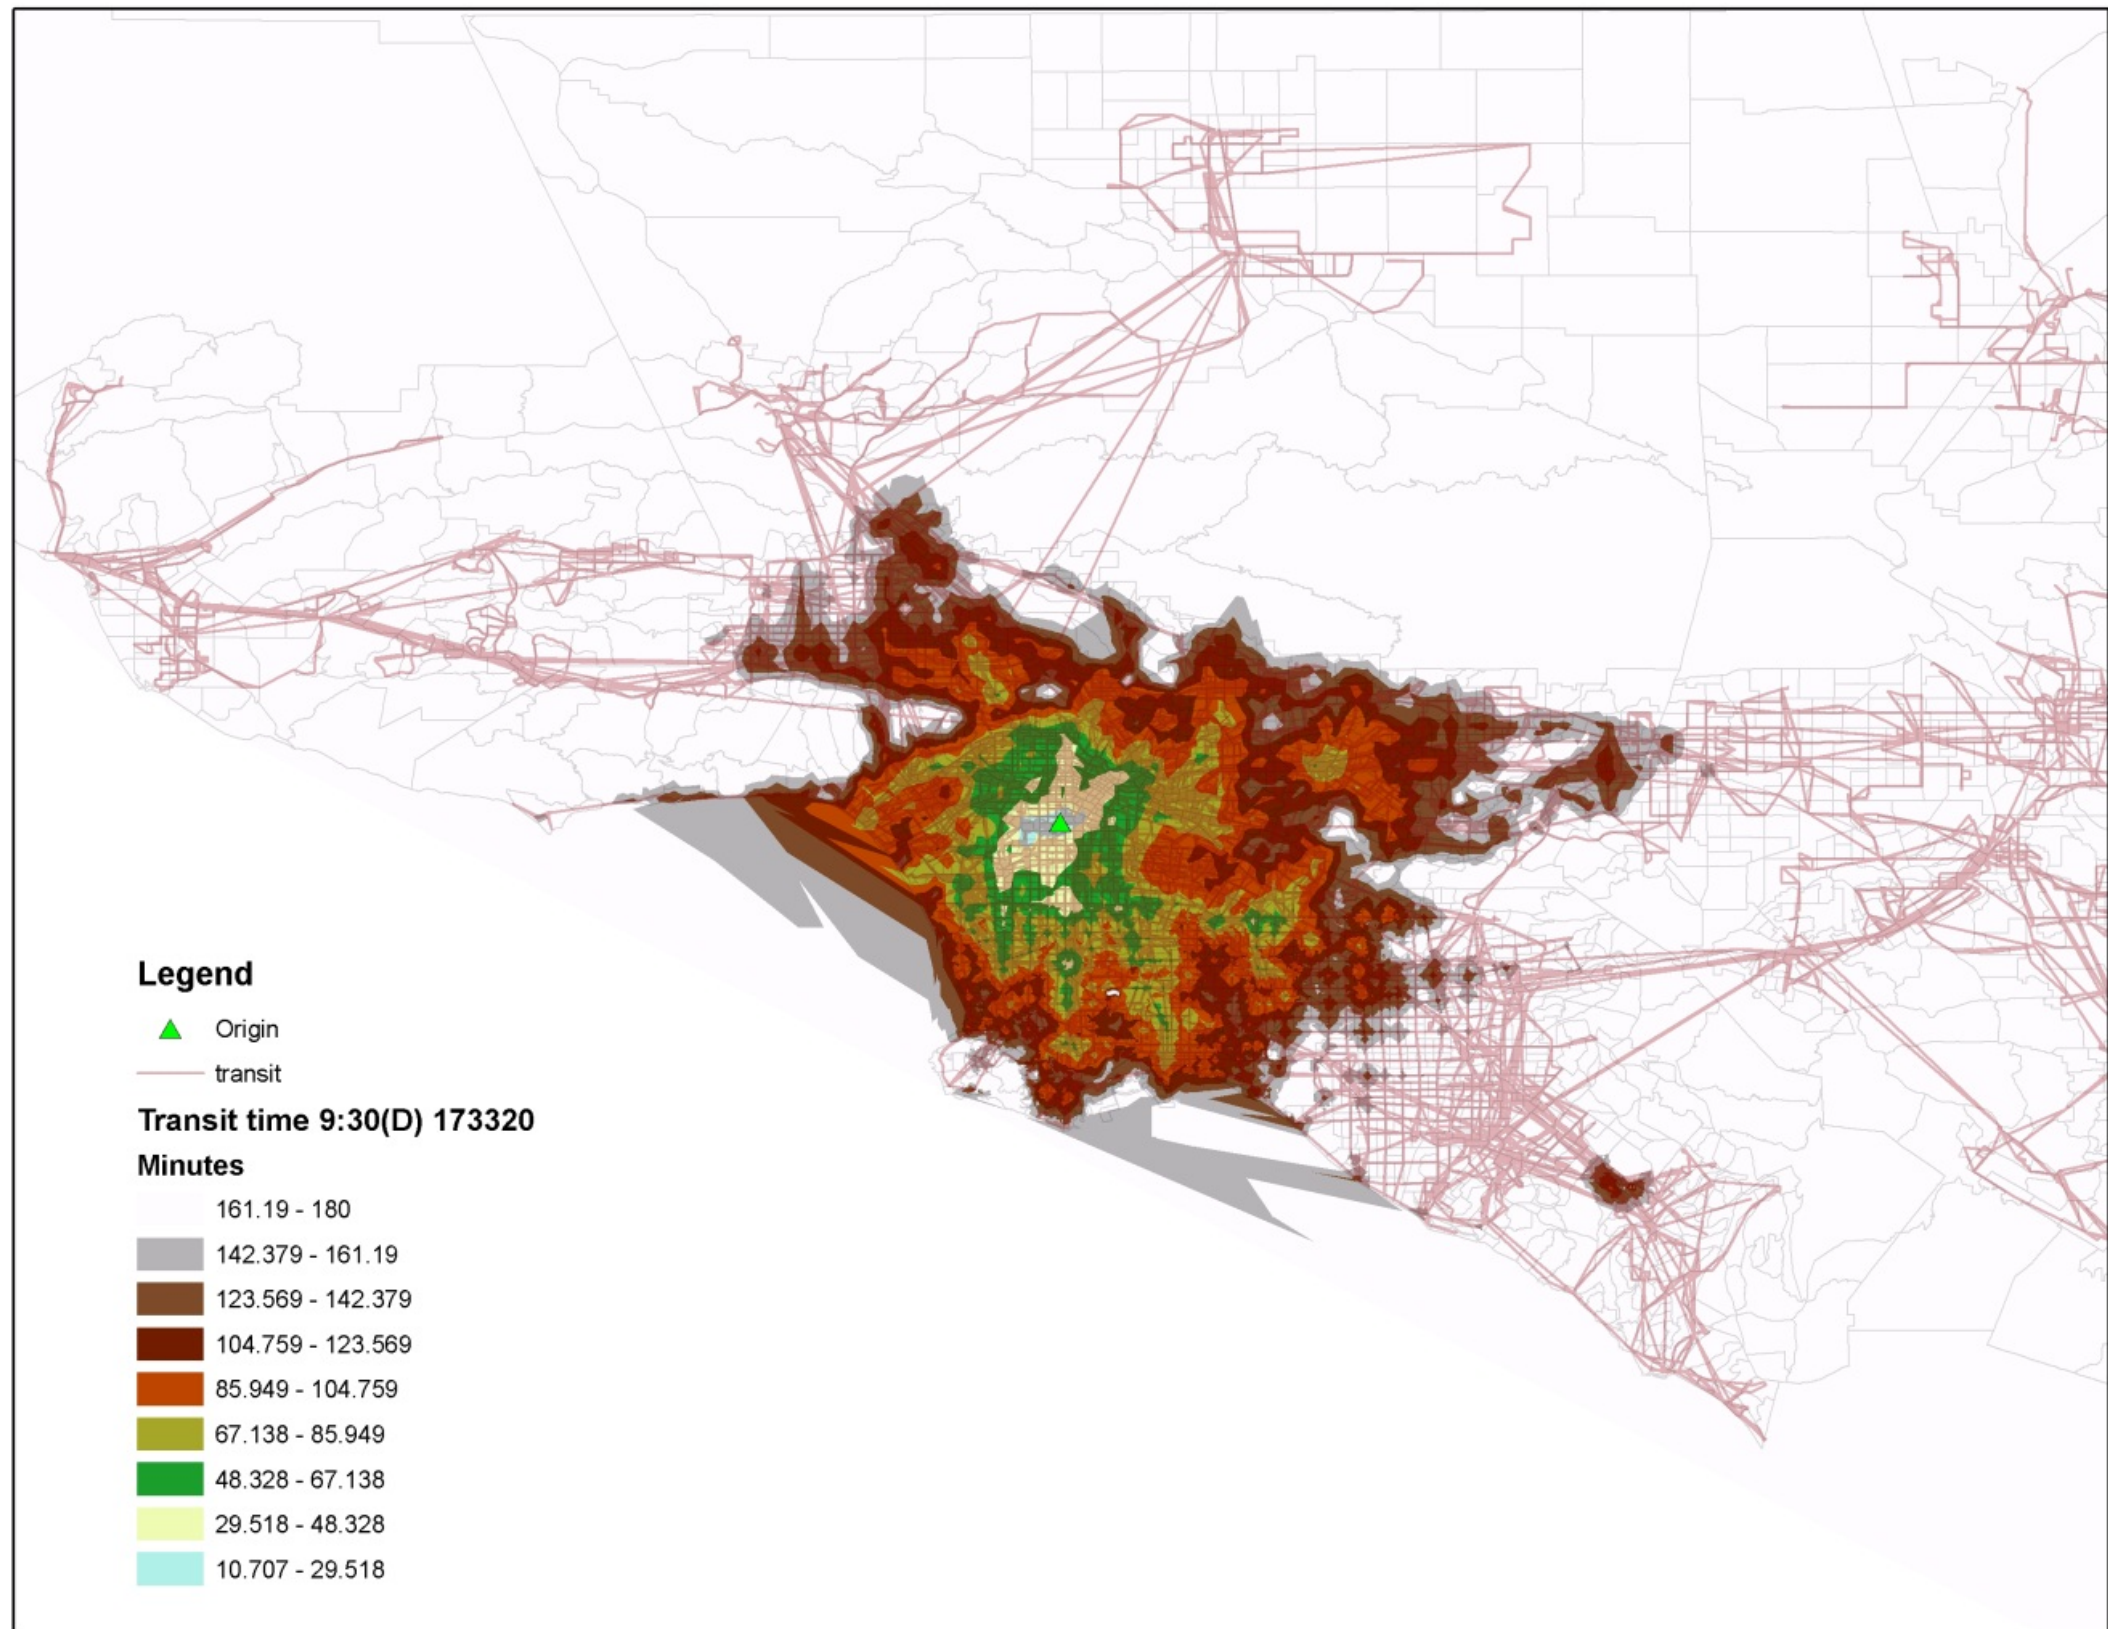 Legend
Origin
transit
Transit time 9:30(D) 173320
Minutes
161.19 - 180
142.379 - 161.19
123.569 - 142.379
104.759 - 123.569
85.949 - 104.759
67.138 - 85.949
48.328 - 67.138
29.518 - 48.328
10.707 - 29.518